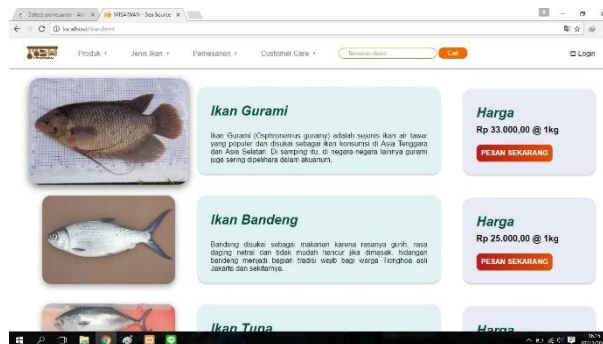 MISAIWAN - Sea Source
localhost/ikan.html
Produk
Jenis Ikan
Pemesanan
Customer Care
Temukan disini
Cari
Login
Ikan Gurami
Ikan Gurami (Osphronemus goramy) adalah sejenis ikan air tawar
yang populer dan disukai sebagai ikan konsumsi di Asia Tenggara
dan Asia Selatan. Di samping itu, di negara-negara lainnya gurami
juga sering dipelihara dalam akuarium.
Harga
Rp 33.000,00 @ 1kg
PESAN SEKARANG
Ikan Bandeng
Bandeng disukai sebagai makanan karena rasanya gurih, rasa
daging netral dan tidak mudah hancur jika dimasak. hidangan
bandeng menjadi bagian tradisi wajib bagi warga Tionghoa asli
Jakarta dan sekitarnya.
Harga
Rp 25.000,00 @ 1kg
PESAN SEKARANG
Ikan Tuna
Harga